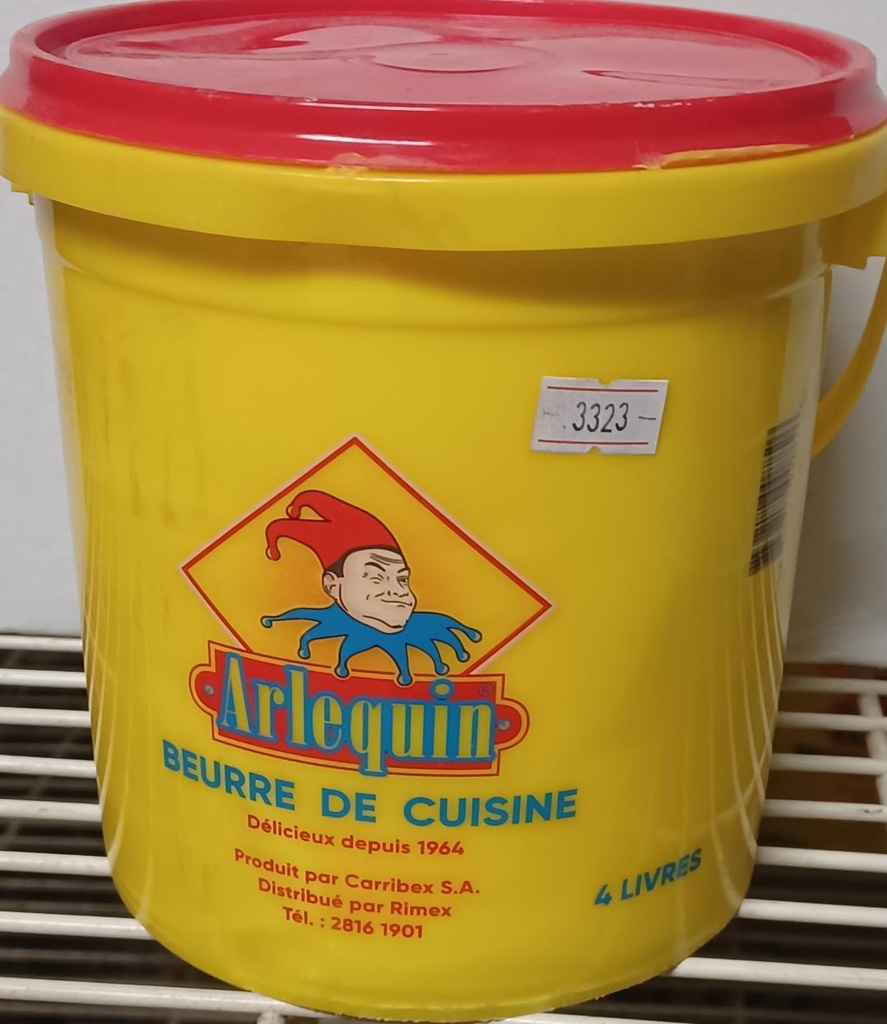 - .3323 -
Arlequin®
BEURRE DE CUISINE
Délicieux depuis 1964
Produit par Carribex S.A.
Distribué par Rimex
Tél. : 2816 1901
4 LIVRES